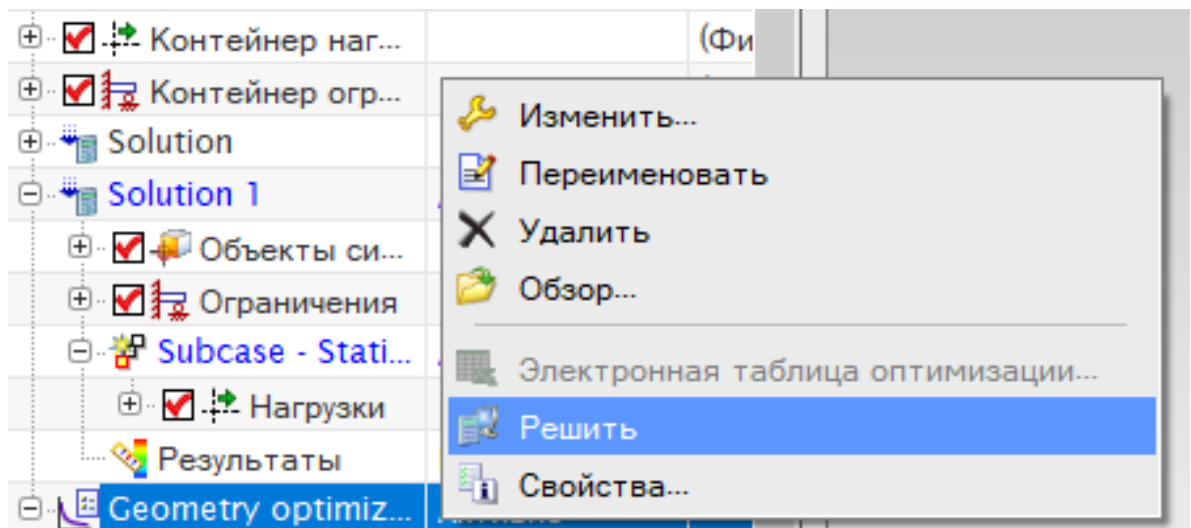 Контейнер наг...
(Фи
Контейнер огр...
Solution
Solution 1
Объекты си...
Ограничения
Subcase - Stati...
Нагрузки
Результаты
Geometry optimiz...
Изменить...
Переименовать
Удалить
Обзор...
Электронная таблица оптимизации...
Решить
Свойства...